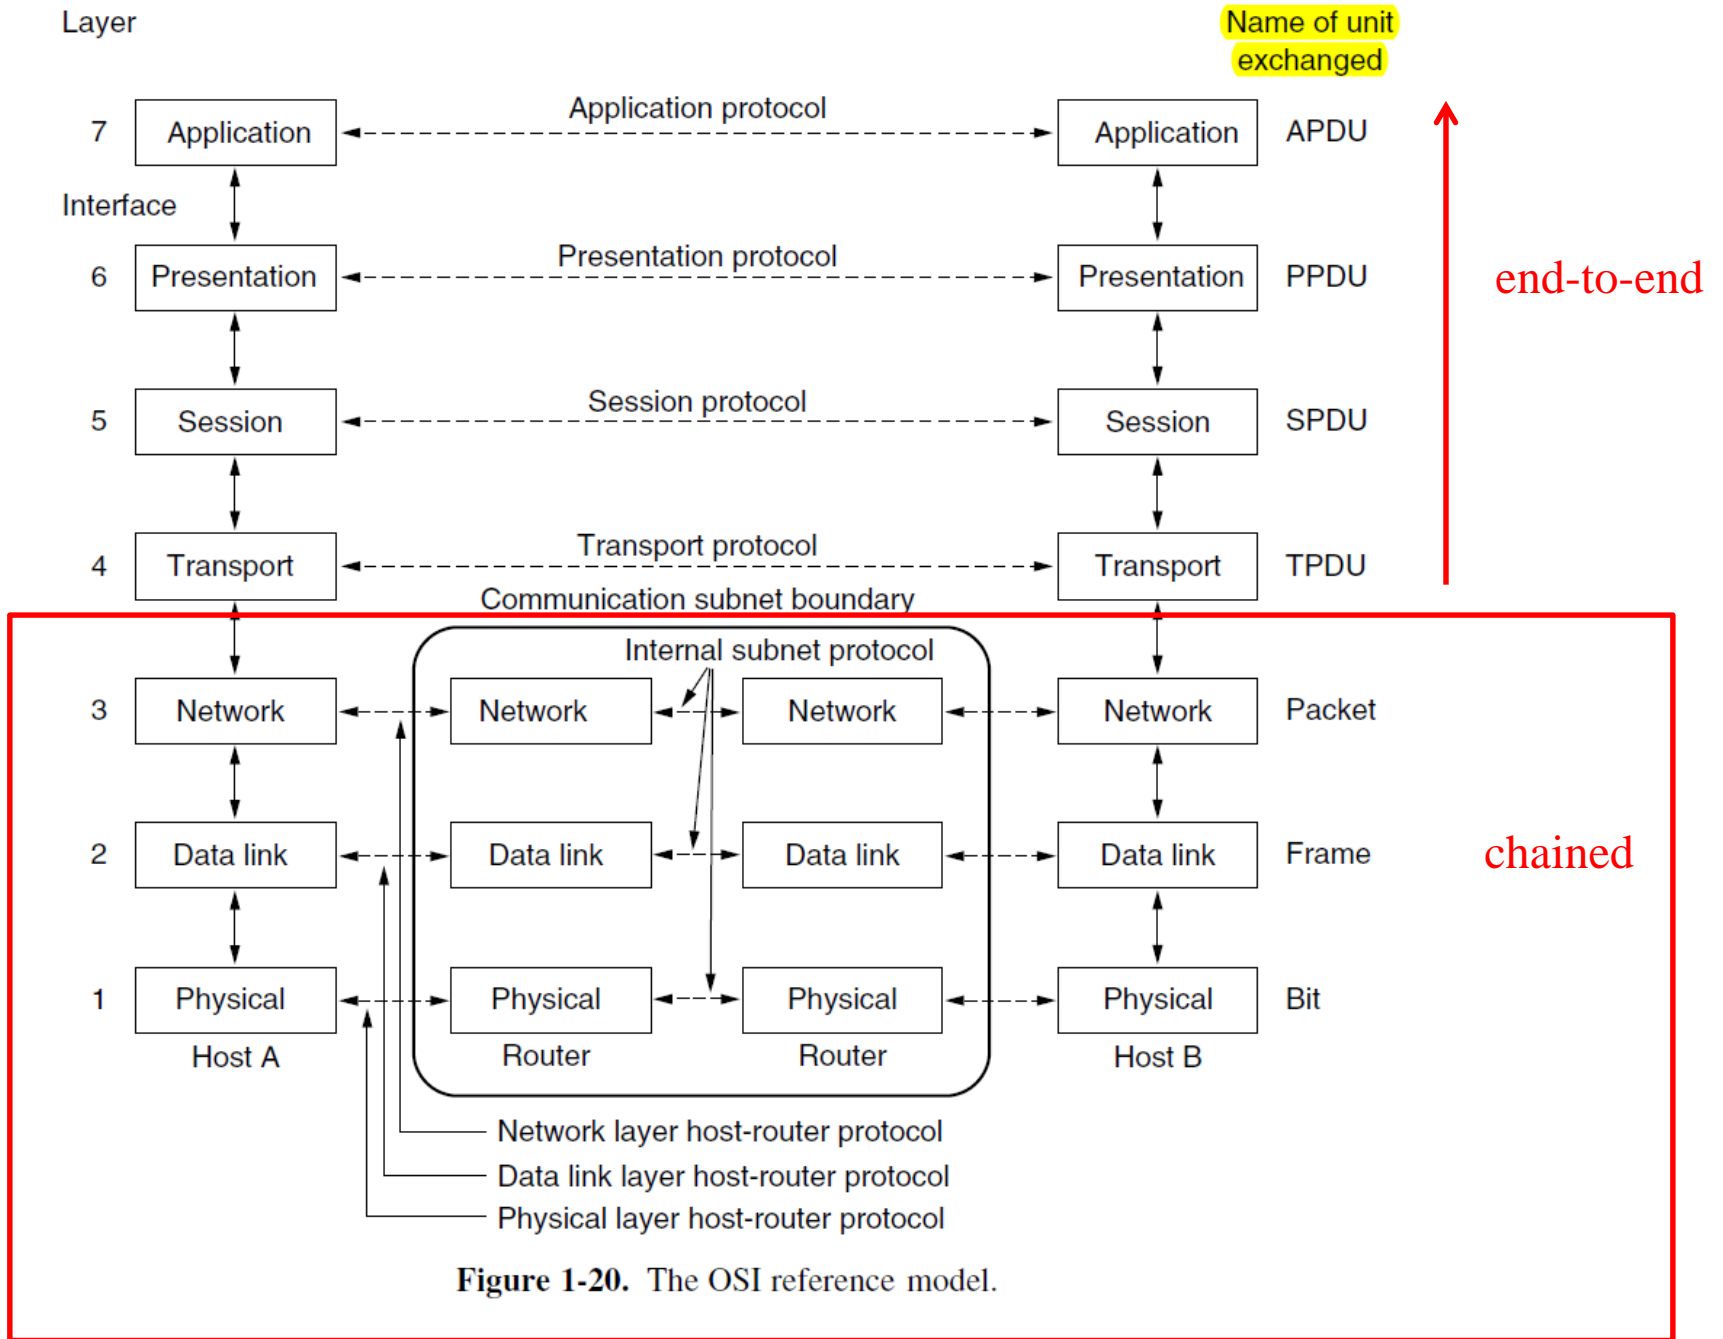 Layer
Name of unit
exchanged
Application protocol
7 Application Application APDU
Interface
Presentation protocol
6 Presentation Presentation PPDU
end-to-end
Session protocol
5 Session Session SPDU
Transport protocol
4 Transport Transport TPDU
Communication subnet boundary
Internal subnet protocol
3 Network Network Network Network Packet
2 Data link Data link Data link Data link Frame
chained
1 Physical Physical Physical Physical Bit
Host A Router Router Host B
Network layer host-router protocol
Data link layer host-router protocol
Physical layer host-router protocol
Figure 1-20. The OSI reference model.